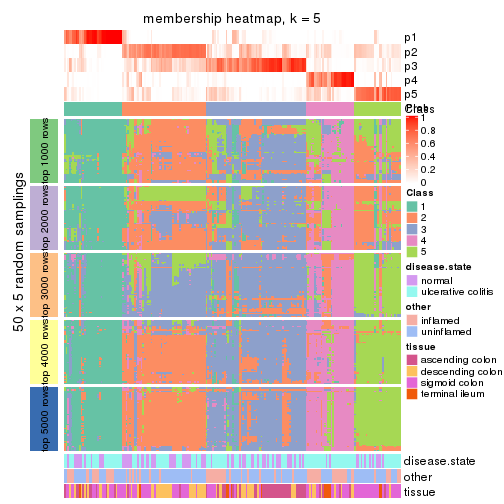 membership heatmap, k = 5
p1
p2
p3
p4
p5
Class
Class
1
0.8
0.6
0.4
0.2
0
50 x 5 random samplings
top 1000 rows
top 2000 rows
top 3000 rows
top 4000 rows
top 5000 rows
Class
1
2
3
4
5
disease.state
normal
ulcerative colitis
other
inflamed
uninflamed
tissue
ascending colon
descending colon
sigmoid colon
terminal ileum
disease.state
other
tissue